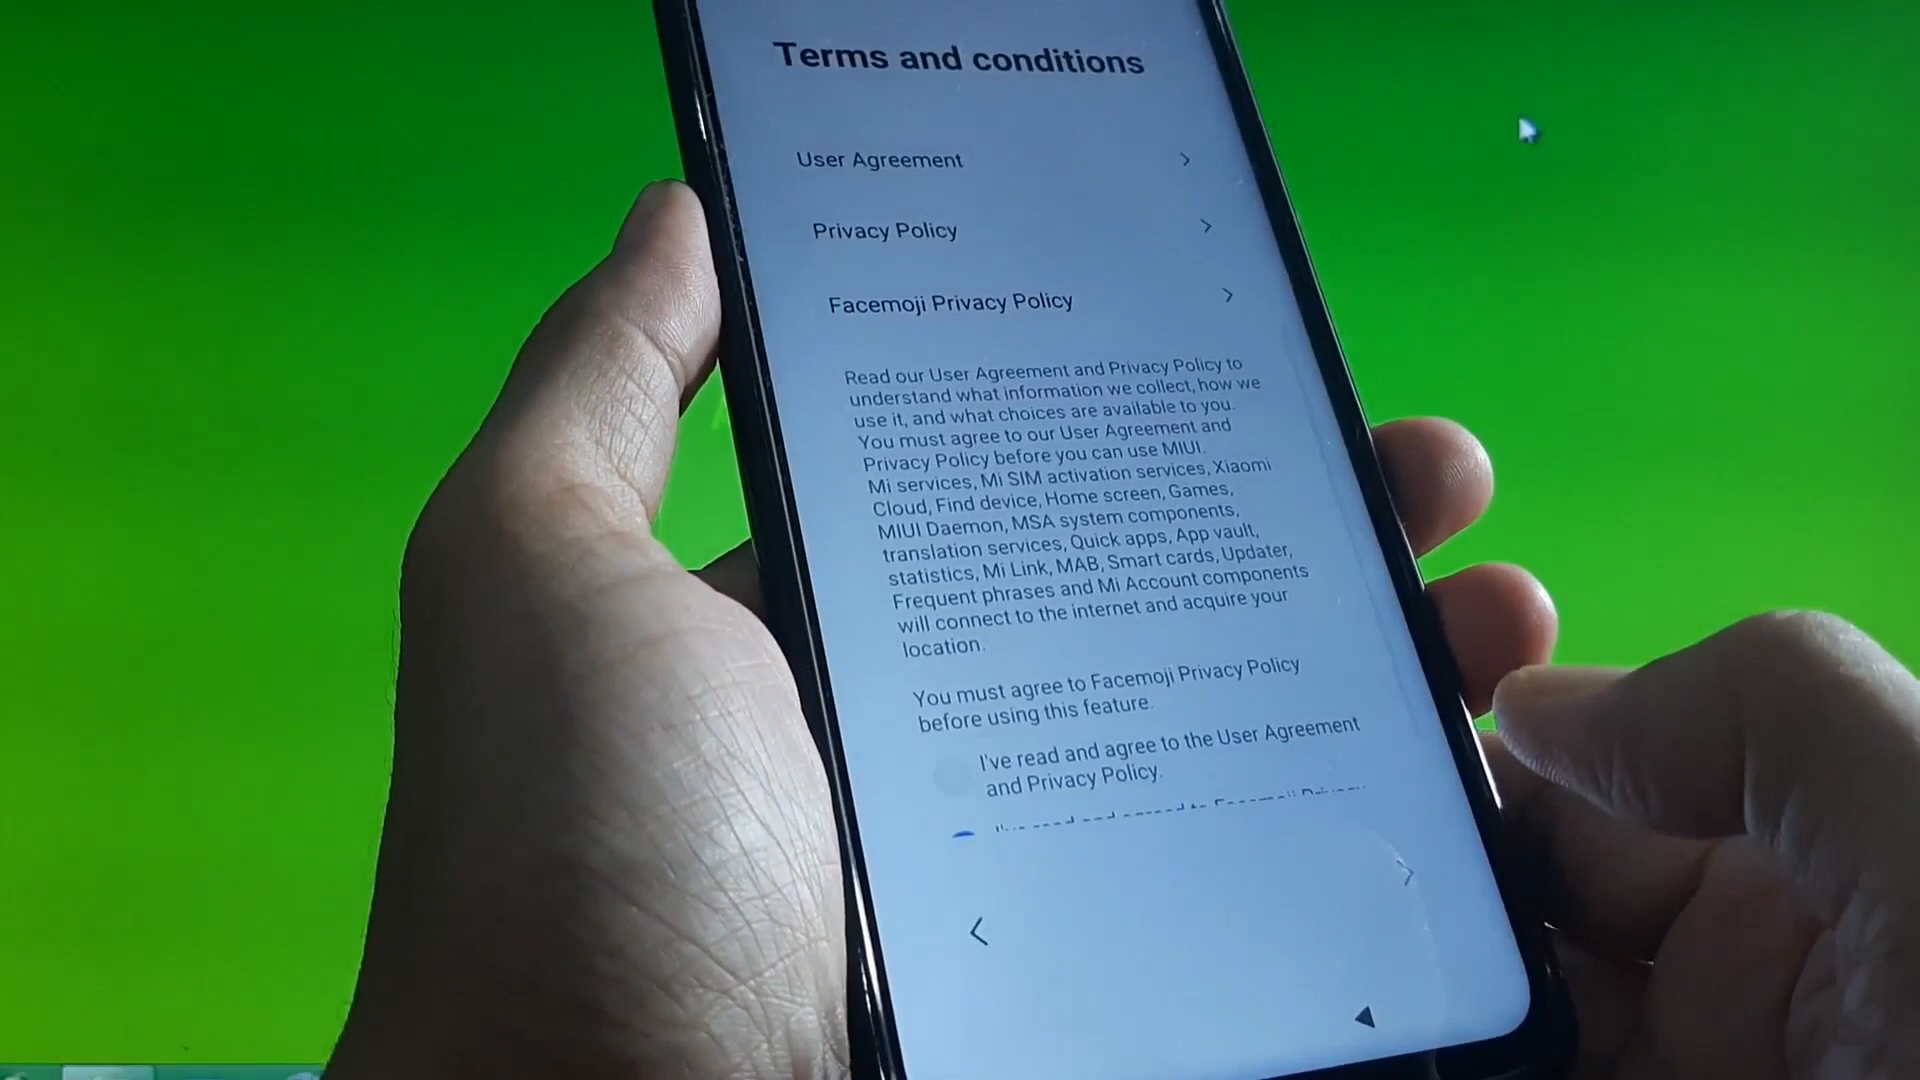 Terms and conditions
User Agreement
Privacy Policy
Facemoji Privacy Policy
Read our User Agreement and Privacy Policy to
understand what information we collect, how we
use it, and what choices are available to you.
You must agree to our User Agreement and
Privacy Policy before you can use MIUI.
Mi services, Mi SIM activation services, Xiaomi
Cloud, Find device, Home screen, Games,
MIUI Daemon, MSA system components,
translation services, Quick apps, App vault,
statistics, Mi Link, MAB, Smart cards, Updater,
Frequent phrases and Mi Account components
will connect to the internet and acquire your
location.
You must agree to Facemoji Privacy Policy
before using this feature.
I've read and agree to the User Agreement
and Privacy Policy.